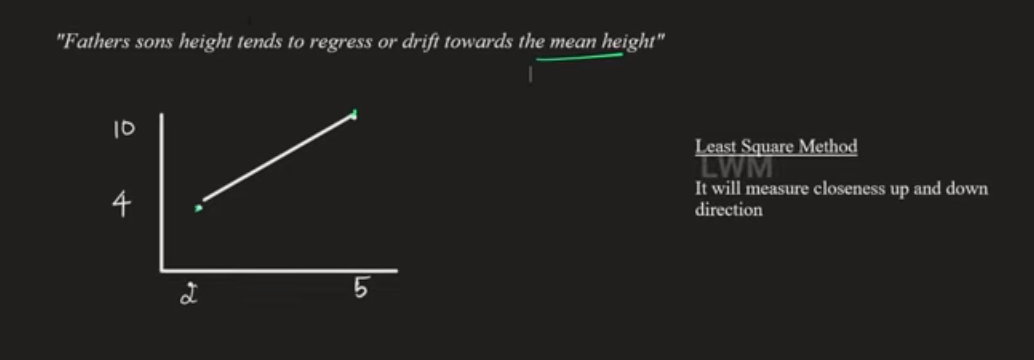 "Fathers sons height tends to regress or drift towards the mean height"
10
4
2
5
Least Square Method
LWM
It will measure closeness up and down
direction